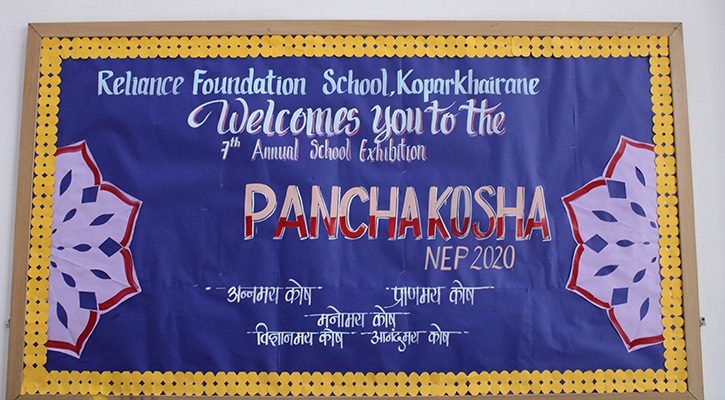 Reliance Foundation School, Koparkhairane
Welcomes you to the
7th Annual School Exhibition
PANCHAKOSHA
NEP 2020
अन्नमय कोष प्राणमय कोष
मनोमय कोष
विज्ञानमय कोष आनंदमय कोष